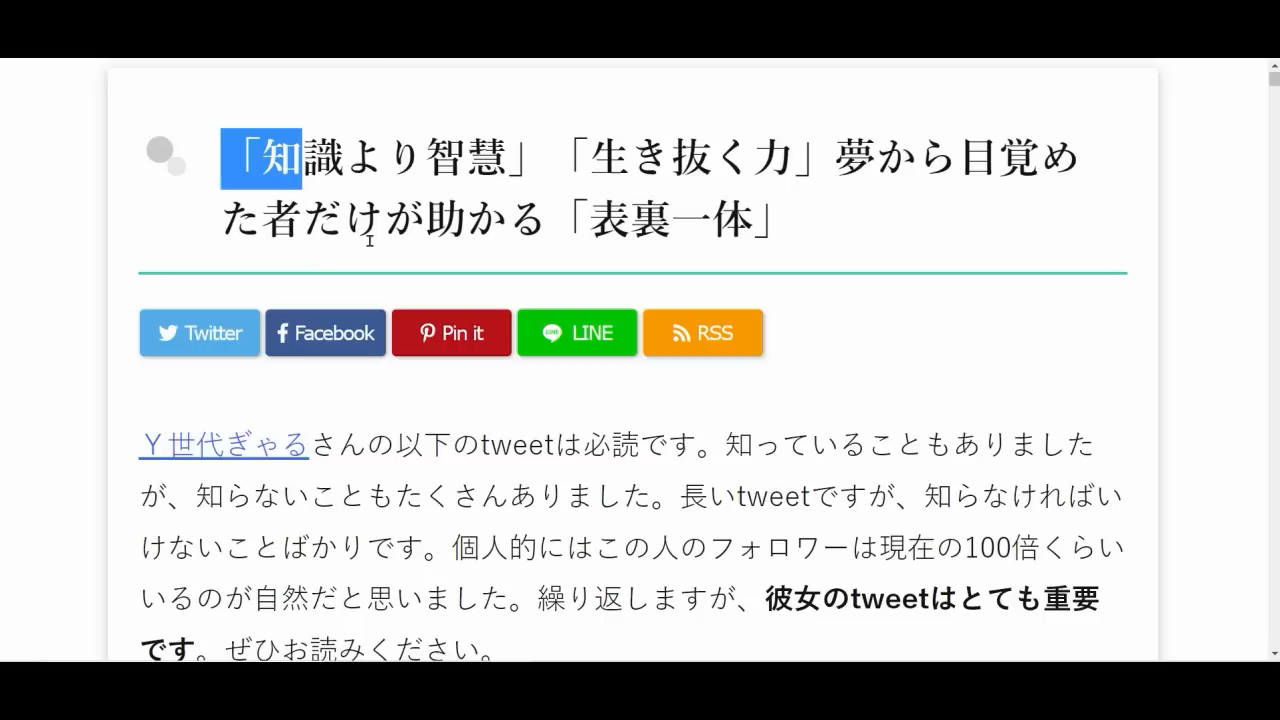 「知識より智慧」「生き抜く力」夢から目覚め
た者だけが助かる「表裏一体」
Twitter Facebook Pin it LINE RSS
Ｙ世代ぎゃるさんの以下のtweetは必読です。知っていることもありました
が、知らないこともたくさんありました。長いtweetですが、知らなければい
けないことばかりです。個人的にはこの人のフォロワーは現在の100倍くらい
いるのが自然だと思いました。繰り返しますが、彼女のtweetはとても重要
です。ぜひお読みください。